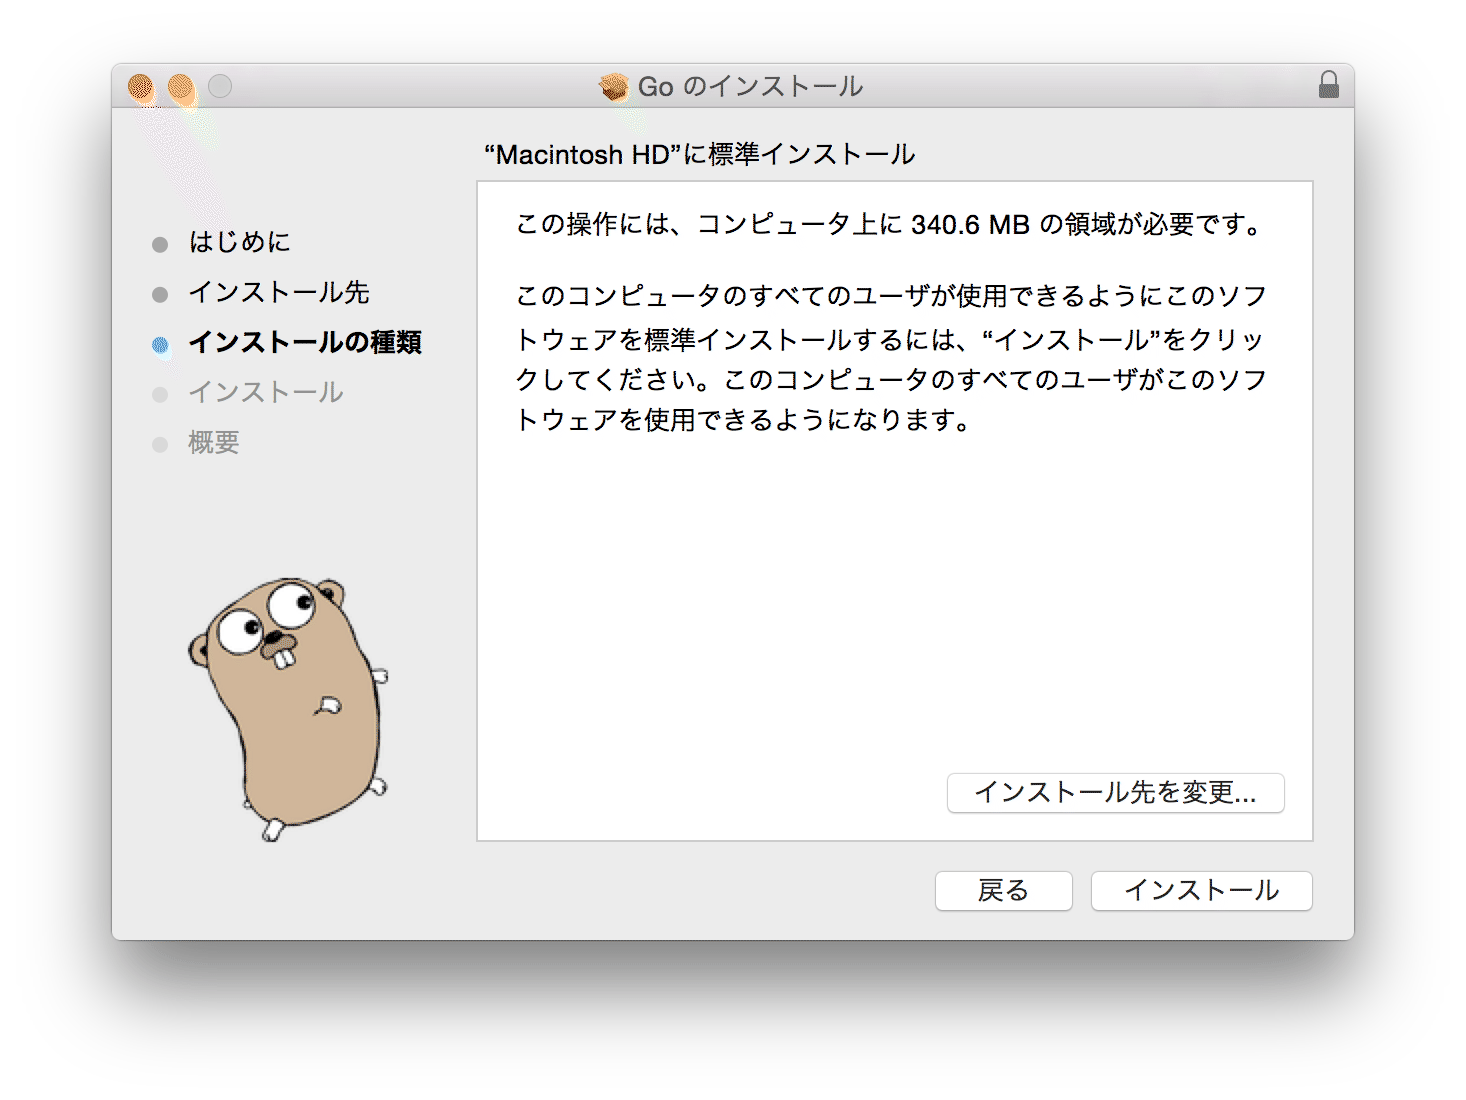 Go のインストール
“Macintosh HD”に標準インストール
はじめに
インストール先
インストールの種類
インストール
概要
この操作には、コンピュータ上に 340.6 MB の領域が必要です。
このコンピュータのすべてのユーザが使用できるようにこのソフ
トウェアを標準インストールするには、“インストール”をクリッ
クしてください。このコンピュータのすべてのユーザがこのソフ
トウェアを使用できるようになります。
インストール先を変更...
戻る
インストール